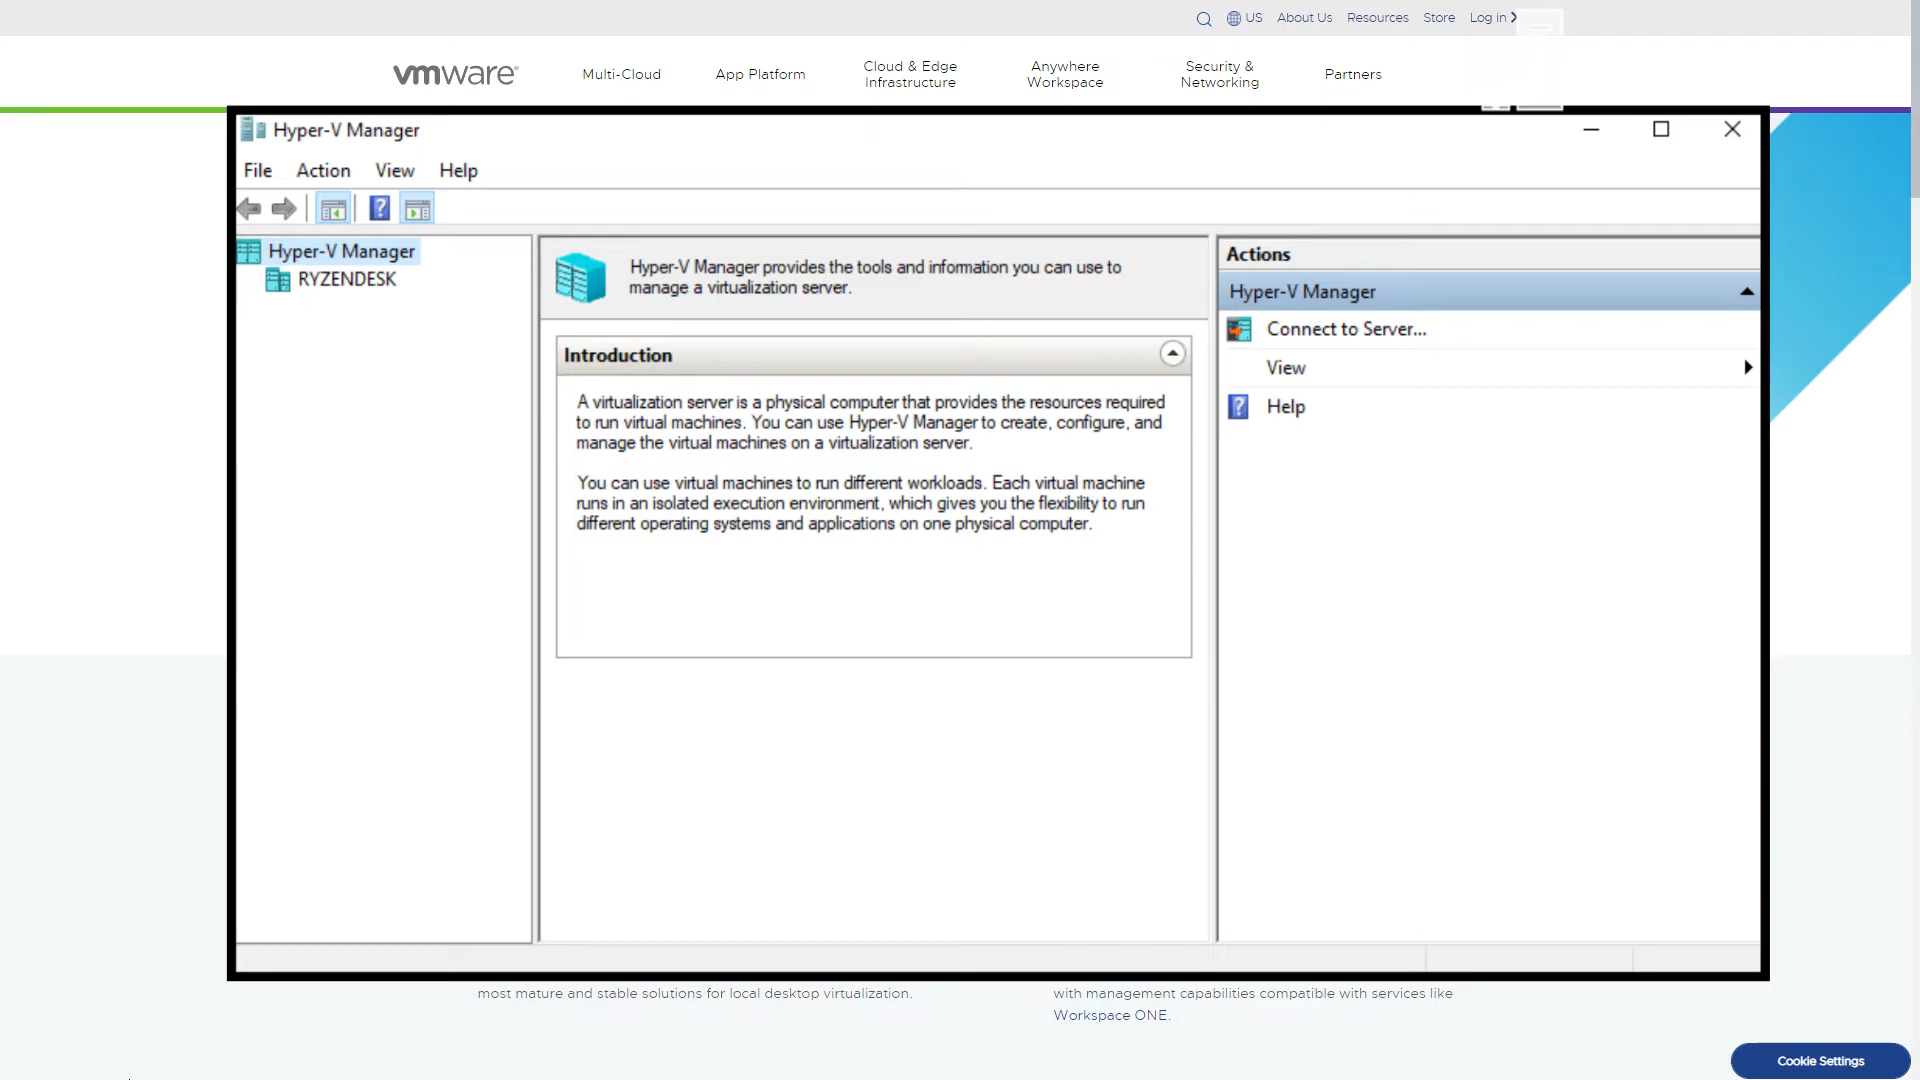 US About Us Resources Store Log in
vmware®
Multi-Cloud
App Platform
Cloud & Edge
Infrastructure
Anywhere
Workspace
Security &
Networking
Partners
Hyper-V Manager
File Action View Help
Hyper-V Manager
RYZENDESK
Hyper-V Manager provides the tools and information you can use to
manage a virtualization server.
Introduction
A virtualization server is a physical computer that provides the resources required
to run virtual machines. You can use Hyper-V Manager to create, configure, and
manage the virtual machines on a virtualization server.
You can use virtual machines to run different workloads. Each virtual machine
runs in an isolated execution environment, which gives you the flexibility to run
different operating systems and applications on one physical computer.
Actions
Hyper-V Manager
Connect to Server...
View
Help
most mature and stable solutions for local desktop virtualization.
with management capabilities compatible with services like
Workspace ONE.
Cookie Settings